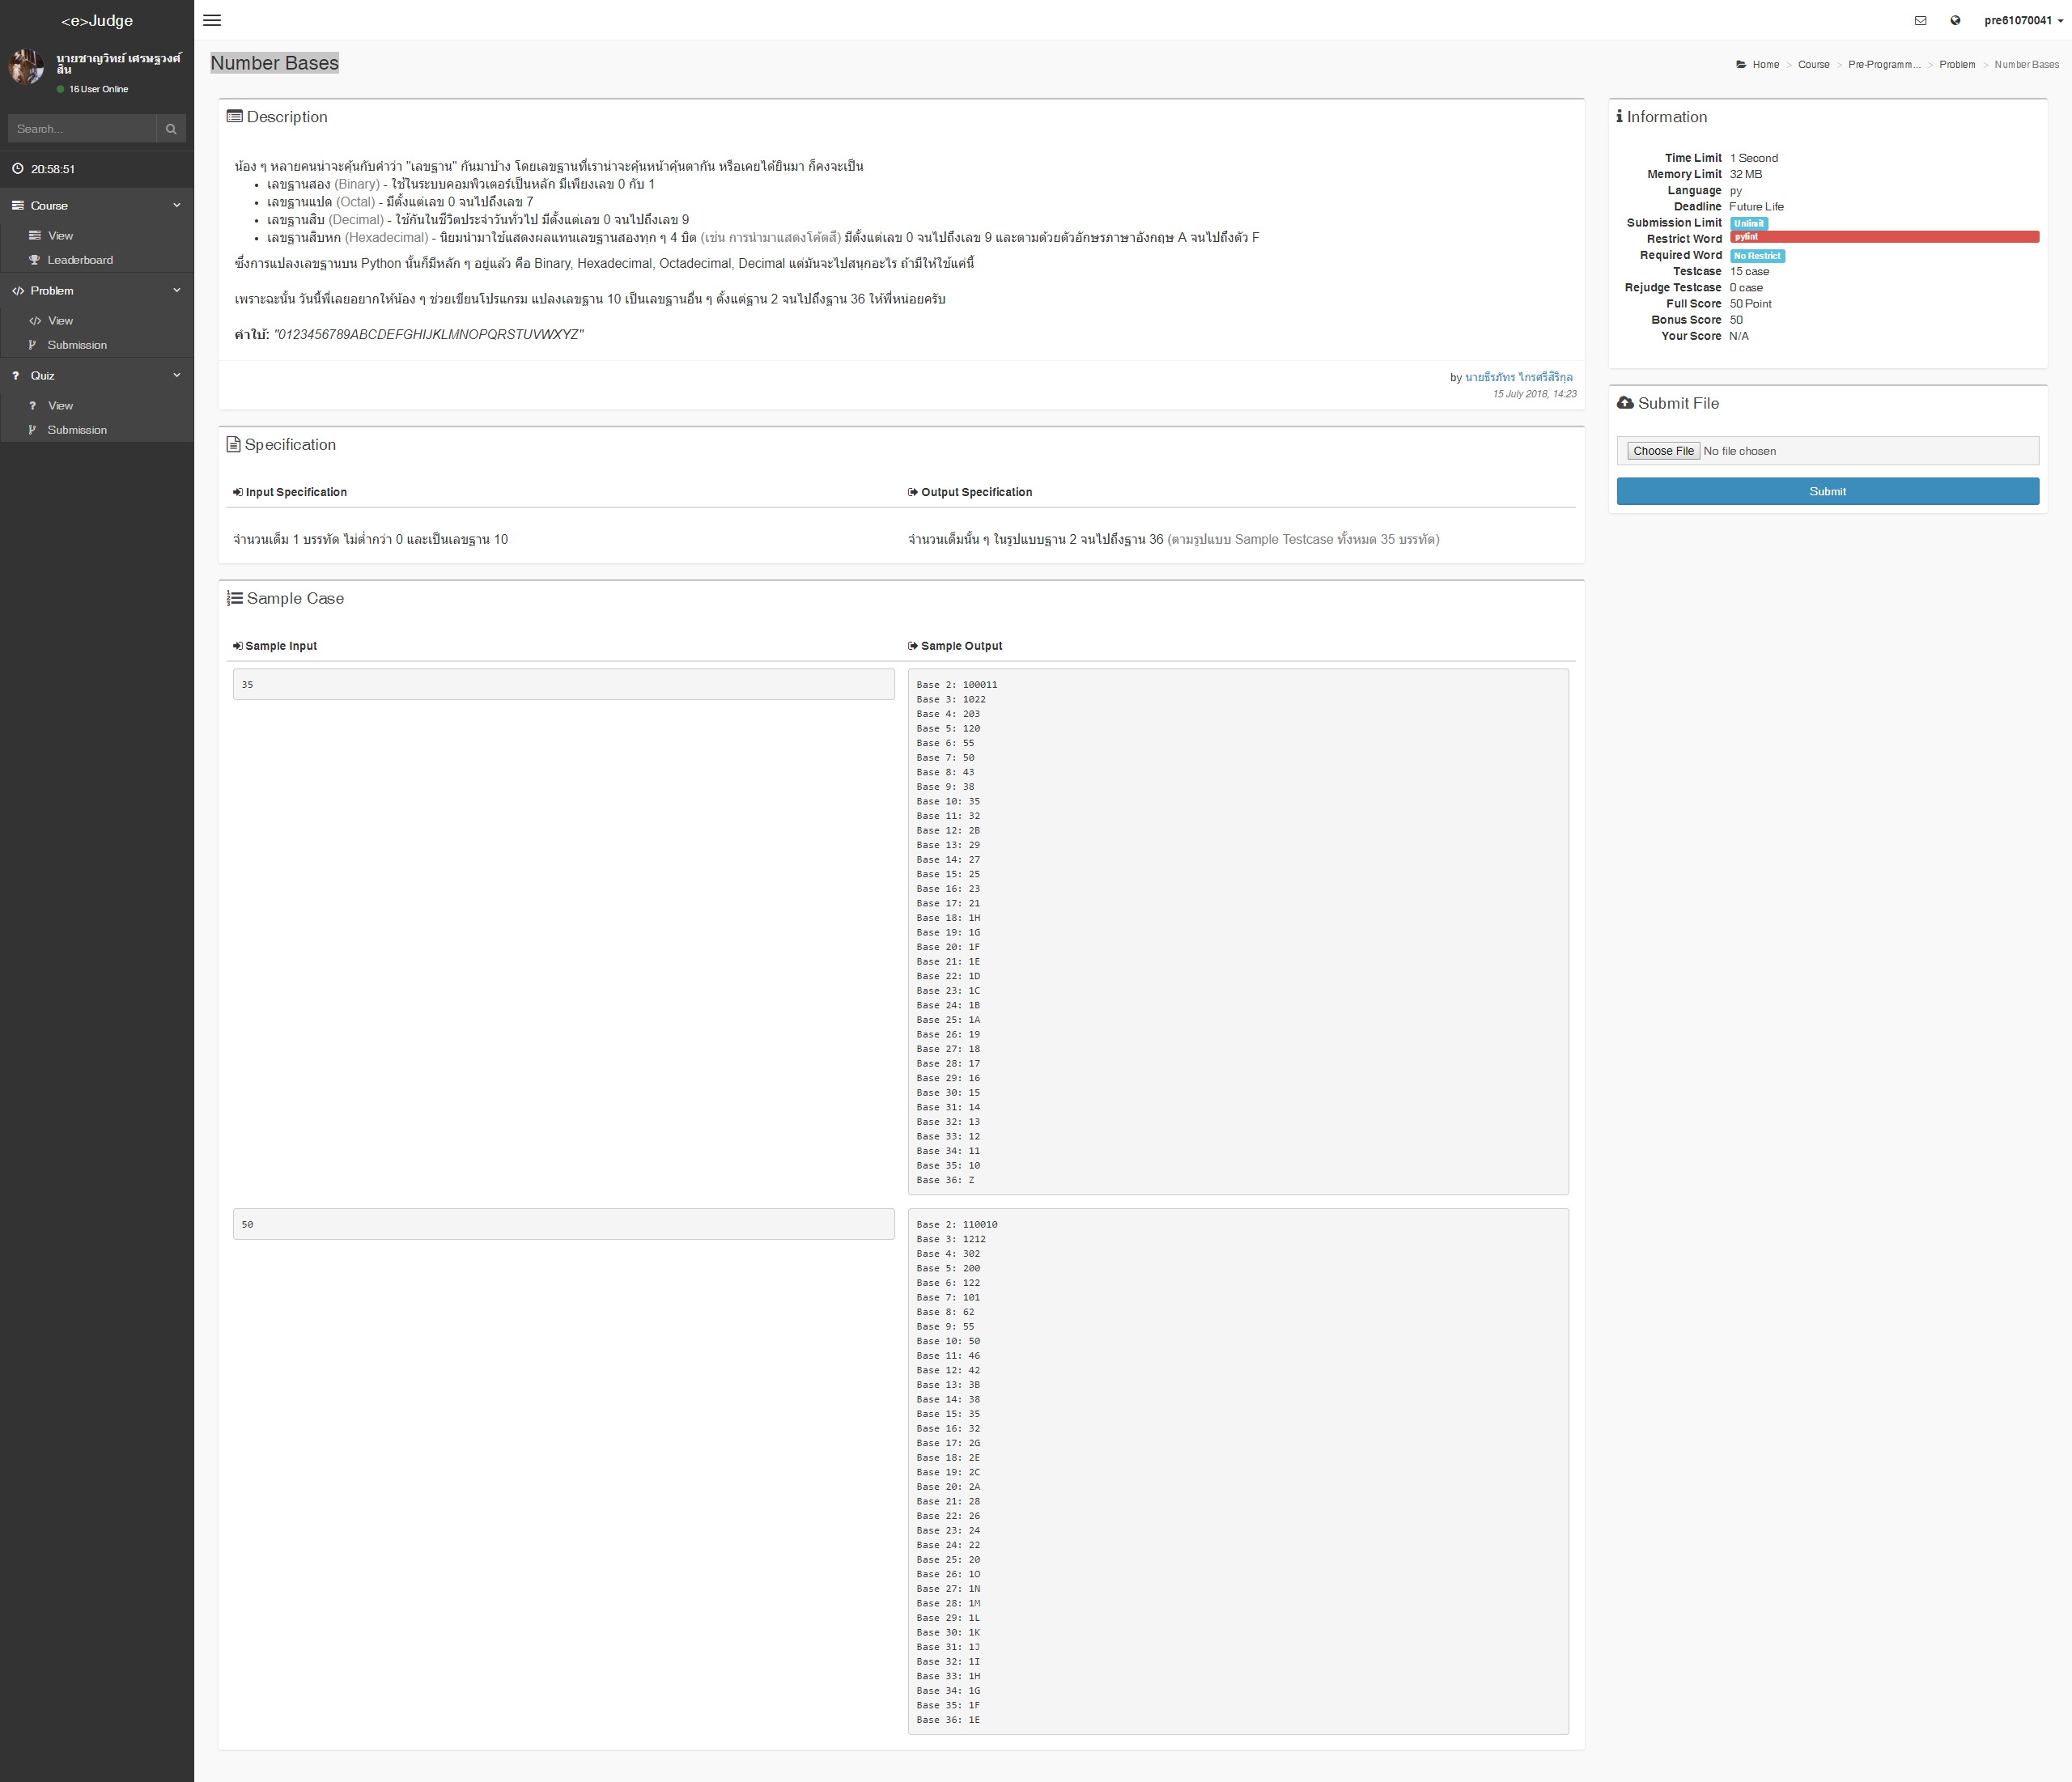 <e>Judge
นายชาญวิทย์ เศรษฐวงศ์
สิน
16 User Online
Search...
20:58:51
Course
View
Leaderboard
Problem
View
Submission
Quiz
View
Submission
pre61070041
Number Bases
Home > Course > Pre-Programm... > Problem > Number Bases
Description
น้อง ๆ หลายคนน่าจะคุ้นกับคำว่า "เลขฐาน" กันมาบ้าง โดยเลขฐานที่เราน่าจะคุ้นหน้าคุ้นตากัน หรือเคยได้ยินมา ก็คงจะเป็น
• เลขฐานสอง (Binary) - ใช้ในระบบคอมพิวเตอร์เป็นหลัก มีเพียงเลข 0 กับ 1
• เลขฐานแปด (Octal) - มีตั้งแต่เลข 0 จนไปถึงเลข 7
• เลขฐานสิบ (Decimal) - ใช้กันในชีวิตประจำวันทั่วไป มีตั้งแต่เลข 0 จนไปถึงเลข 9
• เลขฐานสิบหก (Hexadecimal) - นิยมนำมาใช้แสดงผลแทนเลขฐานสองทุก ๆ 4 บิต (เช่น การนำมาแสดงโค้ดสี) มีตั้งแต่เลข 0 จนไปถึงเลข 9 และตามด้วยตัวอักษรภาษาอังกฤษ A จนไปถึงตัว F
ซึ่งการแปลงเลขฐานบน Python นั้นก็มีหลัก ๆ อยู่แล้ว คือ Binary, Hexadecimal, Octadecimal, Decimal แต่มันจะไปสนุกอะไร ถ้ามีให้ใช้แค่นี้
เพราะฉะนั้น วันนี้พี่เลยอยากให้น้อง ๆ ช่วยเขียนโปรแกรม แปลงเลขฐาน 10 เป็นเลขฐานอื่น ๆ ตั้งแต่ฐาน 2 จนไปถึงฐาน 36 ให้พี่หน่อยครับ
คำใบ้: "0123456789ABCDEFGHIJKLMNOPQRSTUVWXYZ"
by นายธีรภัทร ไกรศรีสิริกุล
15 July 2018, 14:23
Specification
Input Specification
Output Specification
จำนวนเต็ม 1 บรรทัด ไม่ต่ำกว่า 0 และเป็นเลขฐาน 10
จำนวนเต็มนั้น ๆ ในรูปแบบฐาน 2 จนไปถึงฐาน 36 (ตามรูปแบบ Sample Testcase ทั้งหมด 35 บรรทัด)
Sample Case
Sample Input
Sample Output
35
Base 2: 100011
Base 3: 1022
Base 4: 203
Base 5: 120
Base 6: 55
Base 7: 50
Base 8: 43
Base 9: 38
Base 10: 35
Base 11: 32
Base 12: 2B
Base 13: 29
Base 14: 27
Base 15: 25
Base 16: 23
Base 17: 21
Base 18: 1H
Base 19: 1G
Base 20: 1F
Base 21: 1E
Base 22: 1D
Base 23: 1C
Base 24: 1B
Base 25: 1A
Base 26: 19
Base 27: 18
Base 28: 17
Base 29: 16
Base 30: 15
Base 31: 14
Base 32: 13
Base 33: 12
Base 34: 11
Base 35: 10
Base 36: Z
50
Base 2: 110010
Base 3: 1212
Base 4: 302
Base 5: 200
Base 6: 122
Base 7: 101
Base 8: 62
Base 9: 55
Base 10: 50
Base 11: 46
Base 12: 42
Base 13: 3B
Base 14: 38
Base 15: 35
Base 16: 32
Base 17: 2G
Base 18: 2E
Base 19: 2C
Base 20: 2A
Base 21: 28
Base 22: 26
Base 23: 24
Base 24: 22
Base 25: 20
Base 26: 1O
Base 27: 1N
Base 28: 1M
Base 29: 1L
Base 30: 1K
Base 31: 1J
Base 32: 1I
Base 33: 1H
Base 34: 1G
Base 35: 1F
Base 36: 1E
Information
Time Limit 1 Second
Memory Limit 32 MB
Language py
Deadline Future Life
Submission Limit Unlimit
Restrict Word pylint
Required Word No Restrict
Testcase 15 case
Rejudge Testcase 0 case
Full Score 50 Point
Bonus Score 50
Your Score N/A
Submit File
Choose File No file chosen
Submit